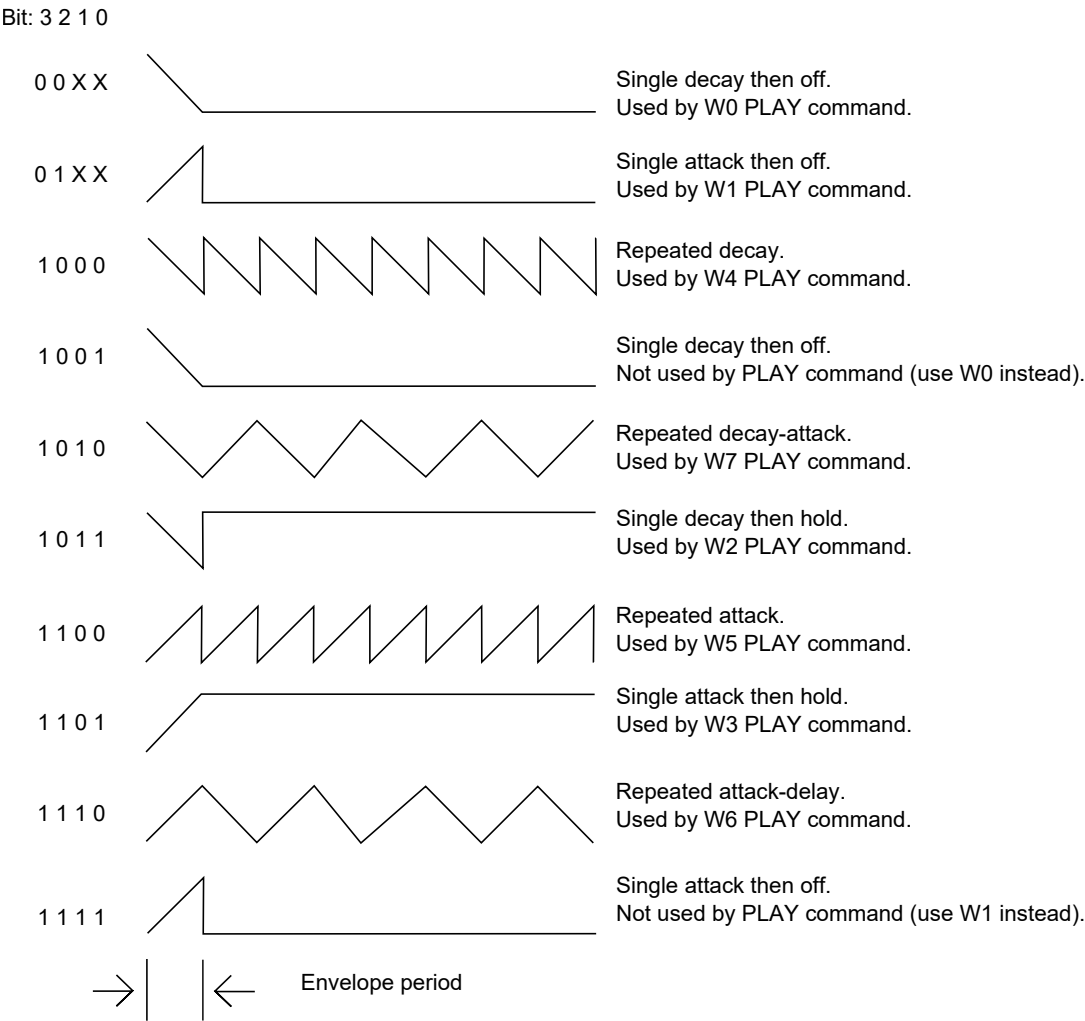 Bit: 3 2 1 0
0 0 X X
Single decay then off.
Used by W0 PLAY command.
0 1 X X
Single attack then off.
Used by W1 PLAY command.
1 0 0 0
Repeated decay.
Used by W4 PLAY command.
1 0 0 1
Single decay then off.
Not used by PLAY command (use W0 instead).
1 0 1 0
Repeated decay-attack.
Used by W7 PLAY command.
1 0 1 1
Single decay then hold.
Used by W2 PLAY command.
1 1 0 0
Repeated attack.
Used by W5 PLAY command.
1 1 0 1
Single attack then hold.
Used by W3 PLAY command.
1 1 1 0
Repeated attack-delay.
Used by W6 PLAY command.
1 1 1 1
Single attack then off.
Not used by PLAY command (use W1 instead).
Envelope period